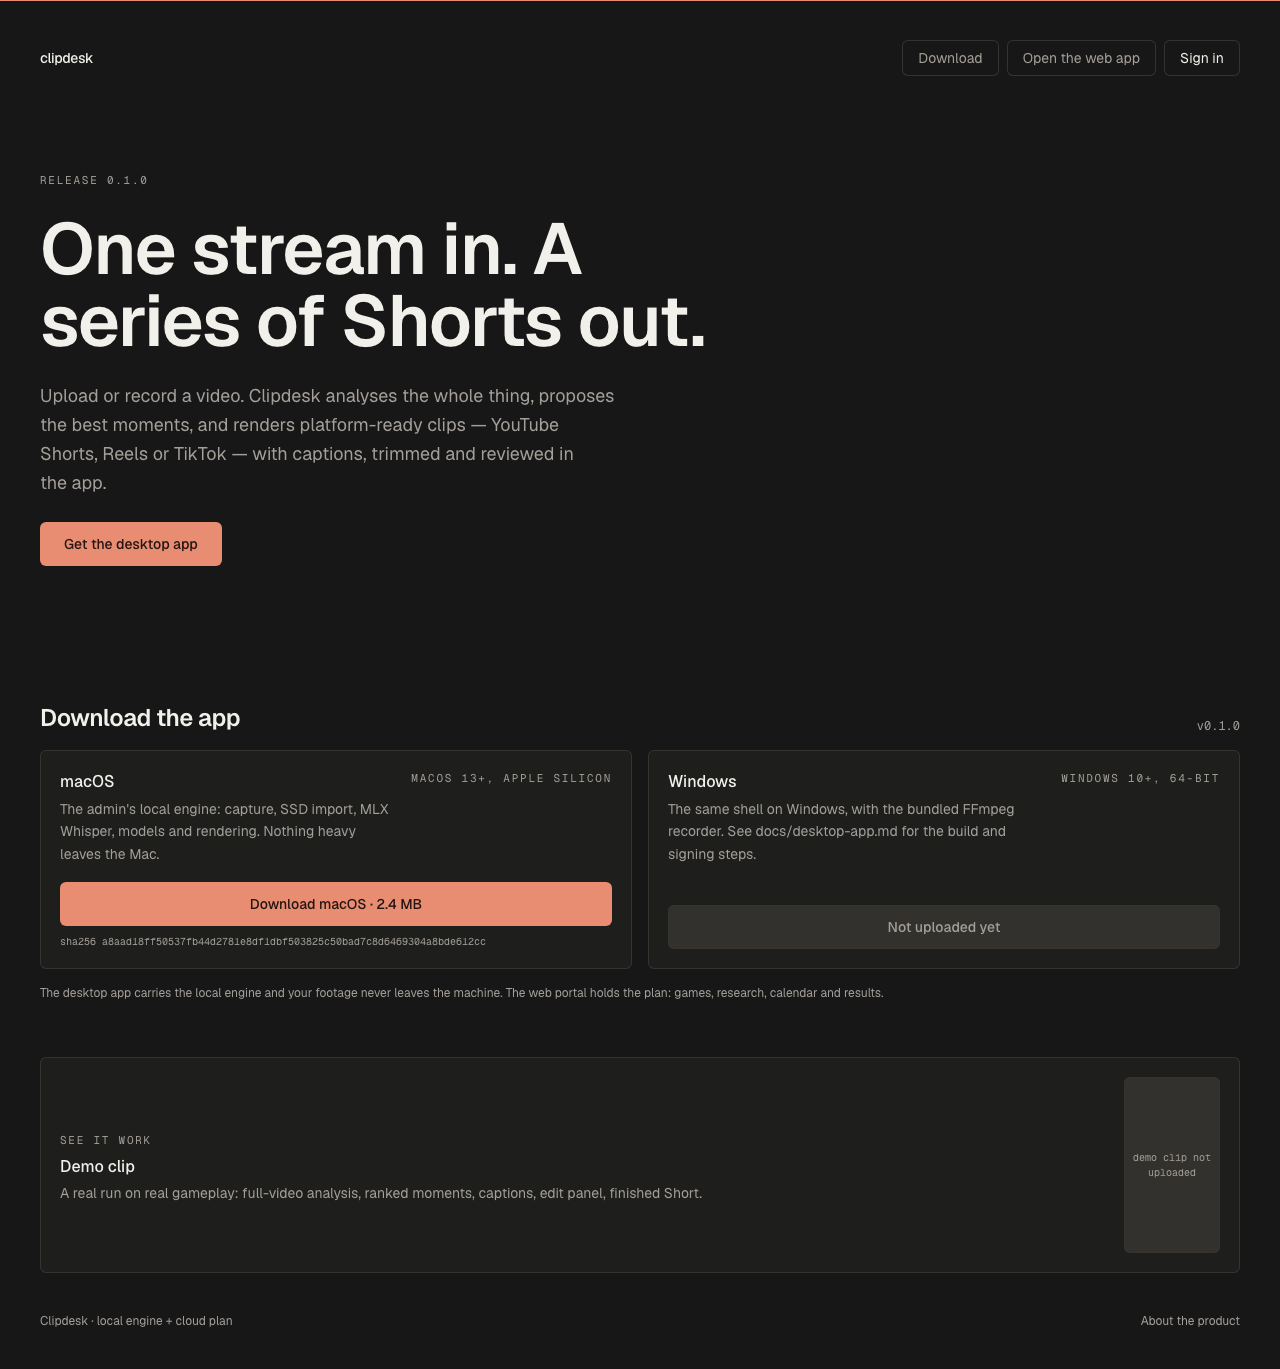 clipdesk
Download
Open the web app
Sign in
RELEASE 0.1.0
One stream in. A
series of Shorts out.
Upload or record a video. Clipdesk analyses the whole thing, proposes
the best moments, and renders platform-ready clips — YouTube
Shorts, Reels or TikTok — with captions, trimmed and reviewed in
the app.
Get the desktop app
Download the app
v0.1.0
macOS
MACOS 13+, APPLE SILICON
The admin's local engine: capture, SSD import, MLX
Whisper, models and rendering. Nothing heavy
leaves the Mac.
Download macOS · 2.4 MB
sha256 a8aad18ff50537fb44d2781e8df1dbf503825c50bad7c8d6469304a8bde612cc
Windows
WINDOWS 10+, 64-BIT
The same shell on Windows, with the bundled FFmpeg
recorder. See docs/desktop-app.md for the build and
signing steps.
Not uploaded yet
The desktop app carries the local engine and your footage never leaves the machine. The web portal holds the plan: games, research, calendar and results.
SEE IT WORK
Demo clip
A real run on real gameplay: full-video analysis, ranked moments, captions, edit panel, finished Short.
demo clip not
uploaded
Clipdesk · local engine + cloud plan
About the product